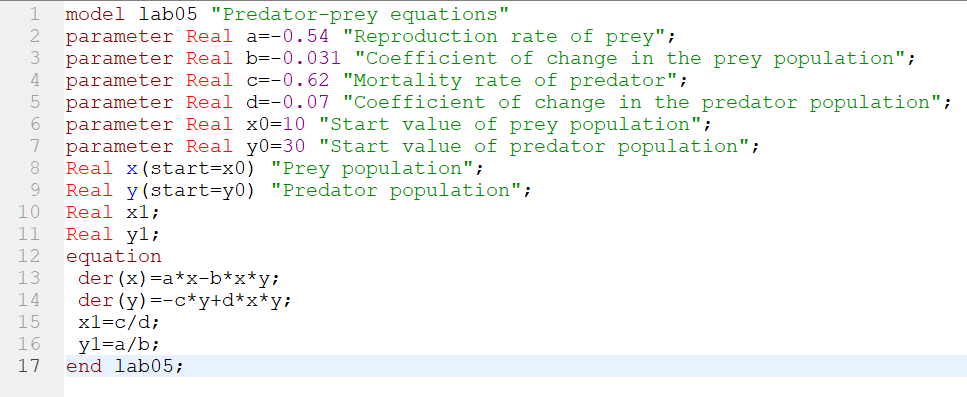 1 model lab05 "Predator-prey equations"
2 parameter Real a=-0.54 "Reproduction rate of prey";
3 parameter Real b=-0.031 "Coefficient of change in the prey population";
4 parameter Real c=-0.62 "Mortality rate of predator";
5 parameter Real d=-0.07 "Coefficient of change in the predator population";
6 parameter Real x0=10 "Start value of prey population";
7 parameter Real y0=30 "Start value of predator population";
8 Real x(start=x0) "Prey population";
9 Real y(start=y0) "Predator population";
10 Real x1;
11 Real y1;
12 equation
13 der(x)=a*x-b*x*y;
14 der(y)=-c*y+d*x*y;
15 x1=c/d;
16 y1=a/b;
17 end lab05;